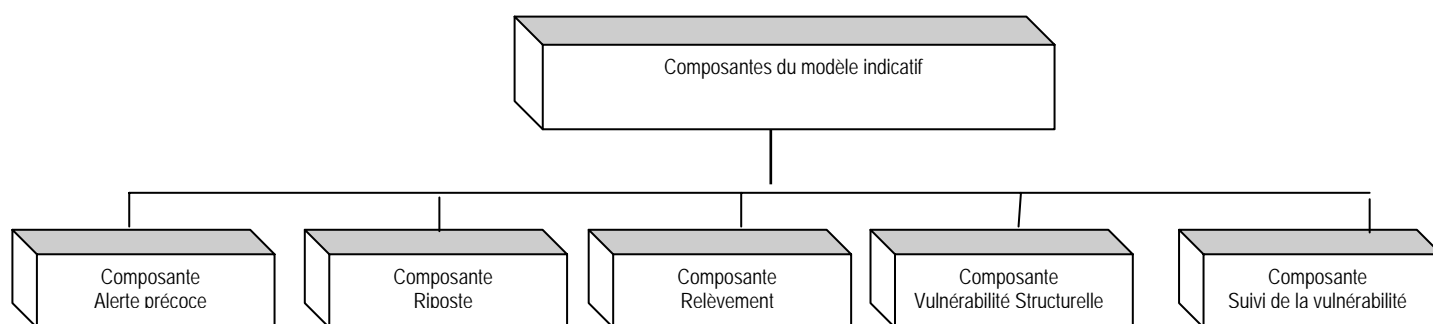 Composantes du modèle indicatif
Composante
Alerte précoce
Composante
Riposte
Composante
Relèvement
Composante
Vulnérabilité Structurelle
Composante
Suivi de la vulnérabilité